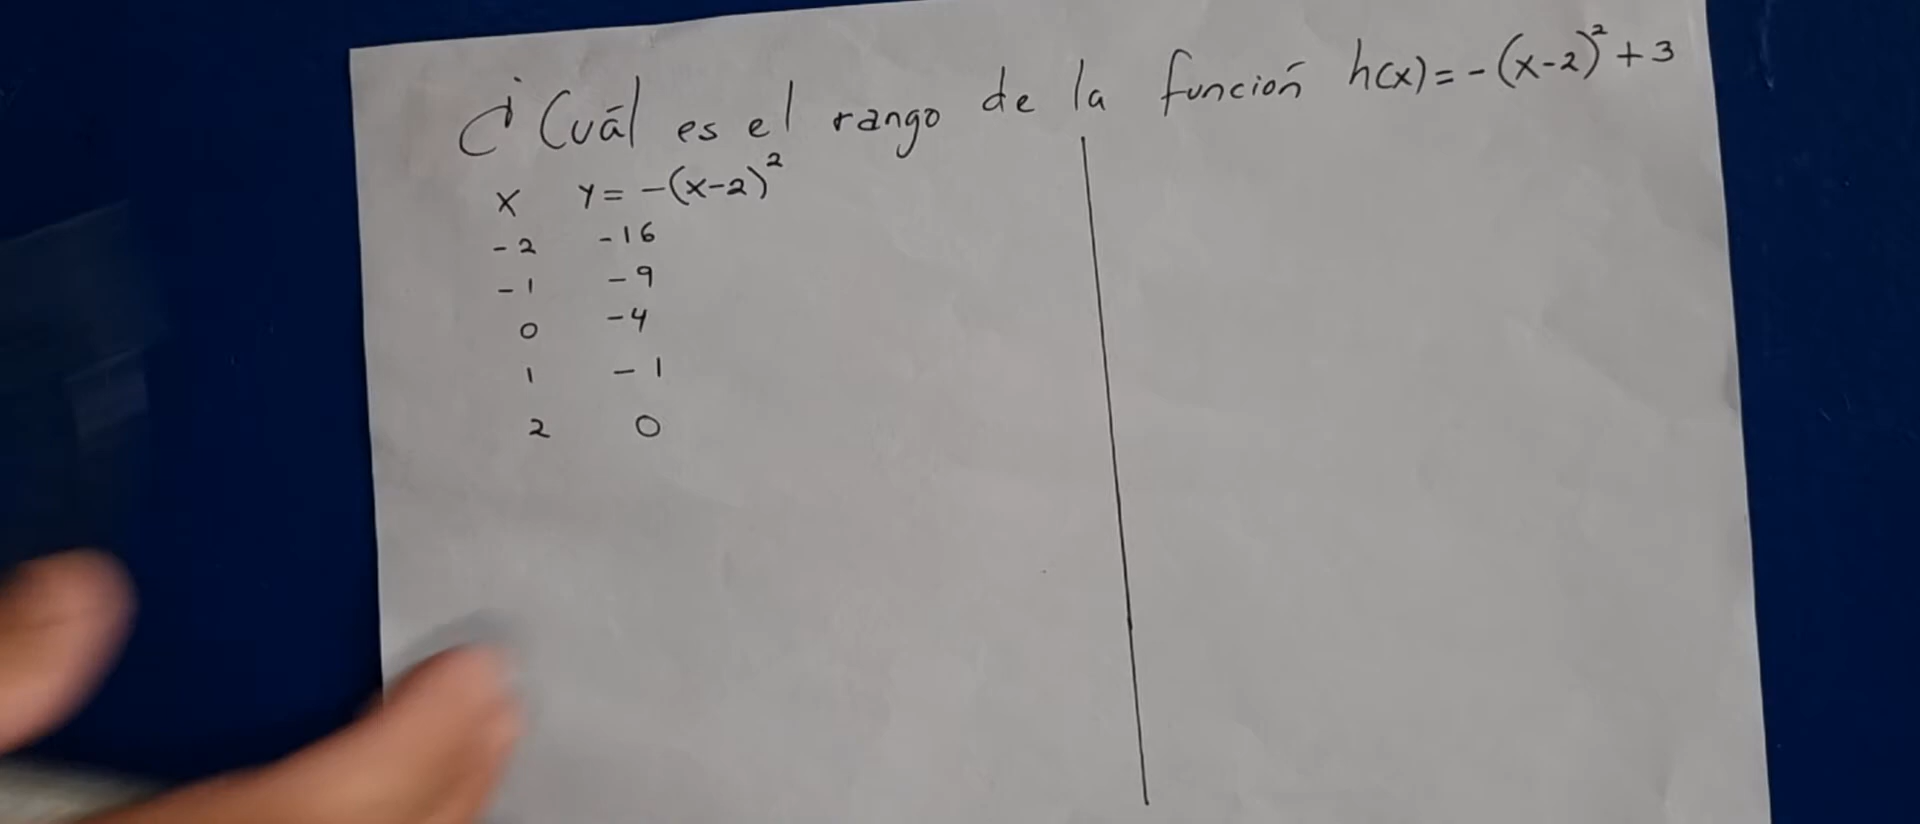 ¿Cuál es el rango de la función h(x)=-(x-2)²+3
x y=-(x-2)²
-2 -16
-1 -9
0 -4
1 -1
2 0